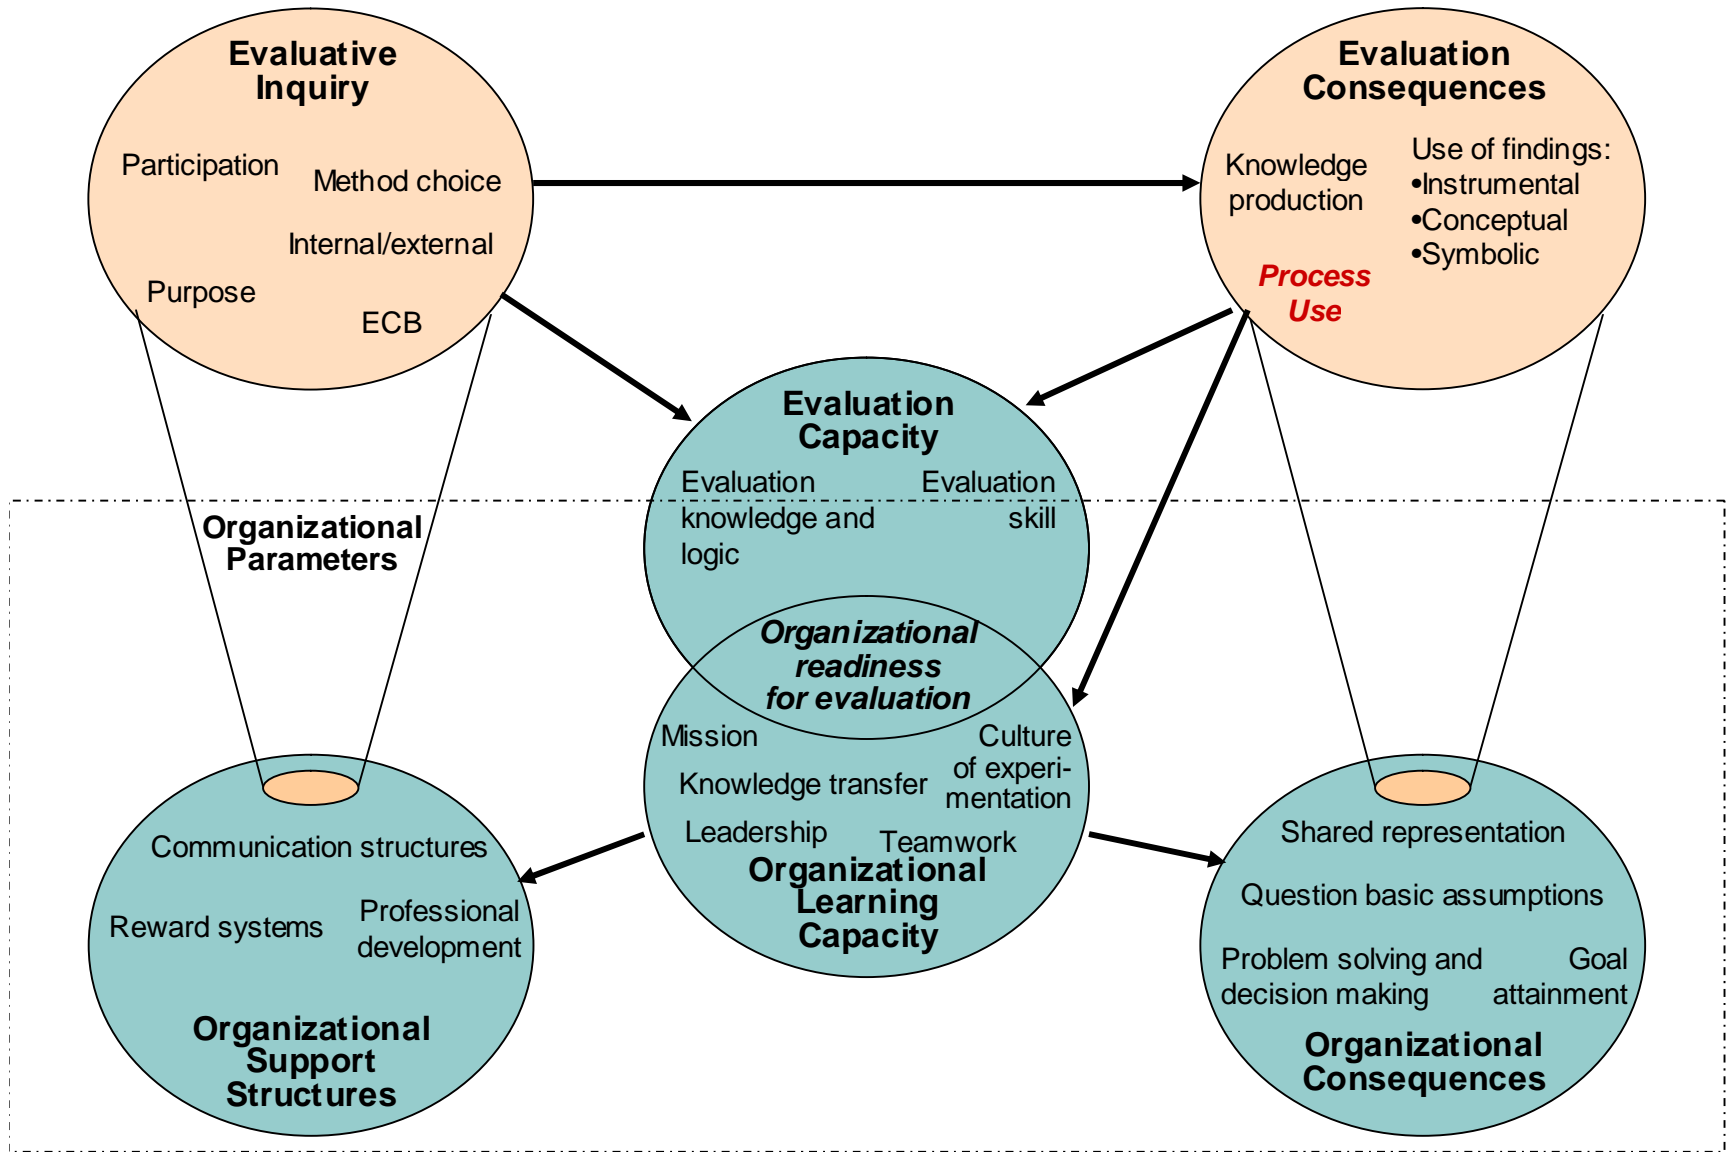 Evaluative
Inquiry
Participation
Method choice
Internal/external
Purpose
ECB
Evaluation
Consequences
Knowledge
production
Use of findings:
•Instrumental
•Conceptual
•Symbolic
Process
Use
Evaluation
Capacity
Evaluation
knowledge and
logic
Evaluation
skill
Organizational
Parameters
Organizational
readiness
for evaluation
Mission
Culture
of experi-
mentation
Knowledge transfer
Leadership
Teamwork
Organizational
Learning
Capacity
Communication structures
Reward systems
Professional
development
Organizational
Support
Structures
Shared representation
Question basic assumptions
Problem solving and
decision making
Goal
attainment
Organizational
Consequences